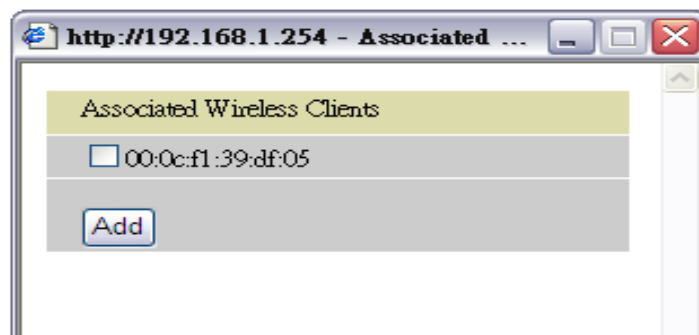 http://192.168.1.254 - Associated ...
Associated Wireless Clients
00:0c:f1:39:df:05
Add